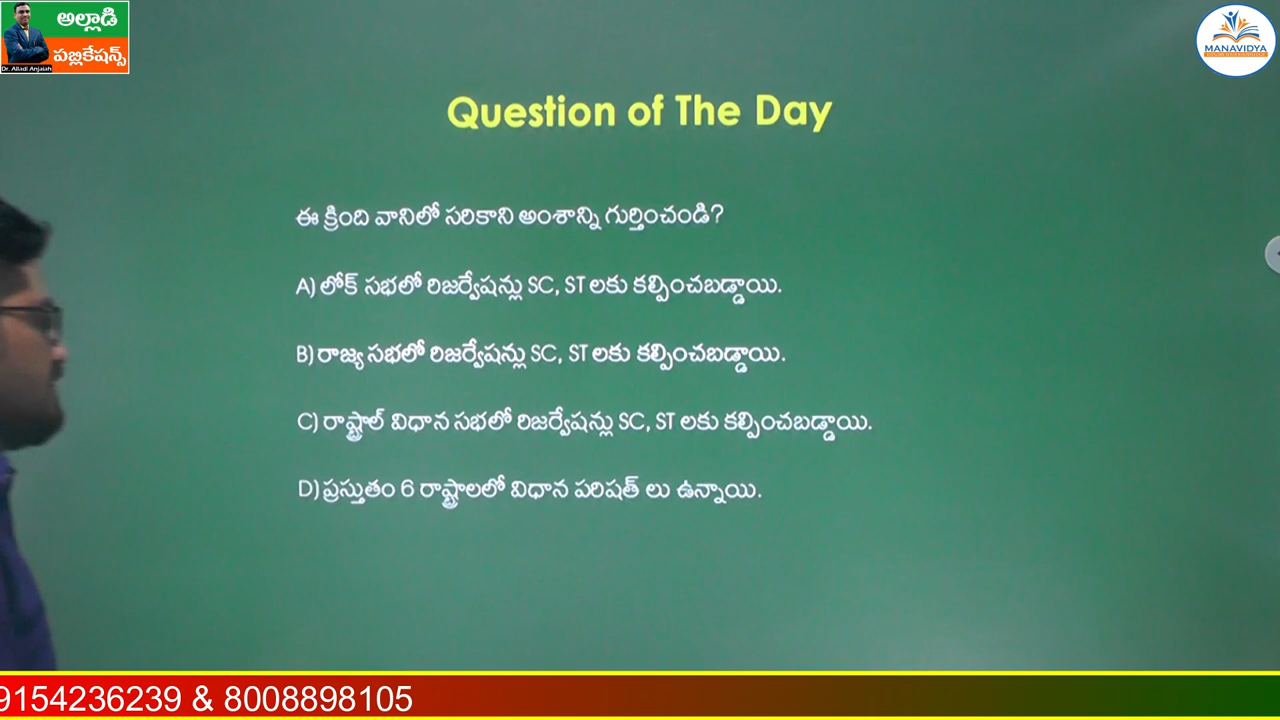 అల్లాడి
పబ్లికేషన్స్
Dr. Alladi Anjaiah
MANAVIDYA
Question of The Day
ఈ క్రింది వానిలో సరికాని అంశాన్ని గుర్తించండి?
A) లోక్ సభలో రిజర్వేషన్లు SC, ST లకు కల్పించబడ్డాయి.
B) రాజ్య సభలో రిజర్వేషన్లు SC, ST లకు కల్పించబడ్డాయి.
C) రాష్ట్రాల్ విధాన సభలో రిజర్వేషన్లు SC, ST లకు కల్పించబడ్డాయి.
D) ప్రస్తుతం 6 రాష్ట్రాలలో విధాన పరిషత్ లు ఉన్నాయి.
9154236239 & 8008898105